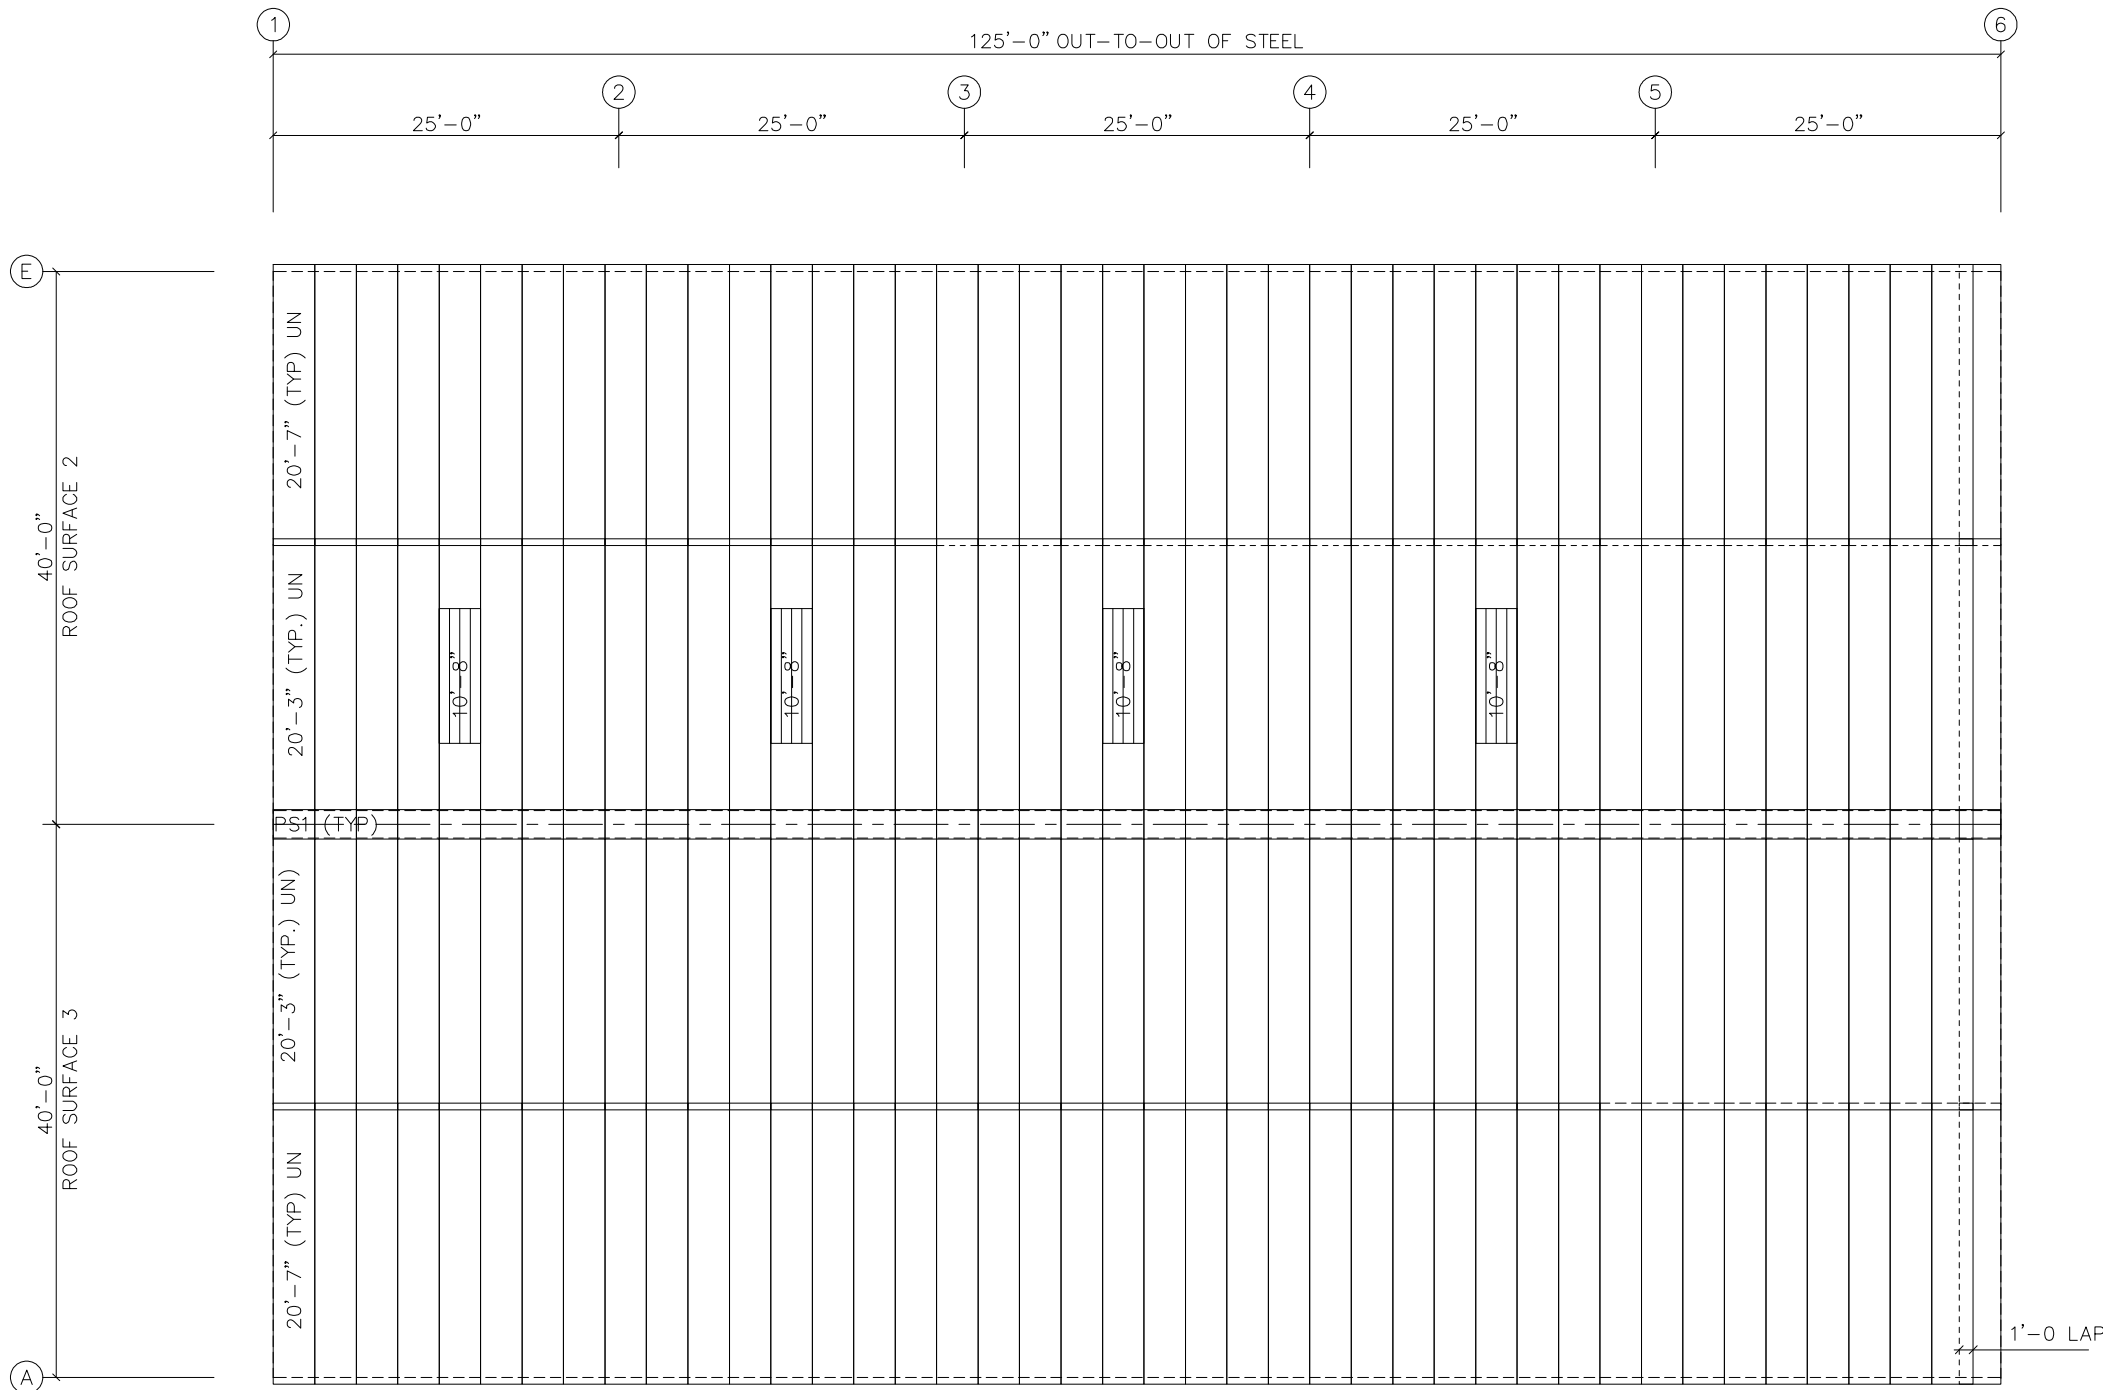 1
6
125'-0" OUT-TO-OUT OF STEEL
2
3
4
5
25'-0"
25'-0"
25'-0"
25'-0"
25'-0"
E
20'-7" (TYP) UN
40'-0"
ROOF SURFACE 2
20'-3" (TYP.) UN
10'-8"
10'-8"
10'-8"
10'-8"
PS1 (TYP)
20'-3" (TYP.) UN)
40'-0"
ROOF SURFACE 3
20'-7" (TYP) UN
1'-0 LAP
A